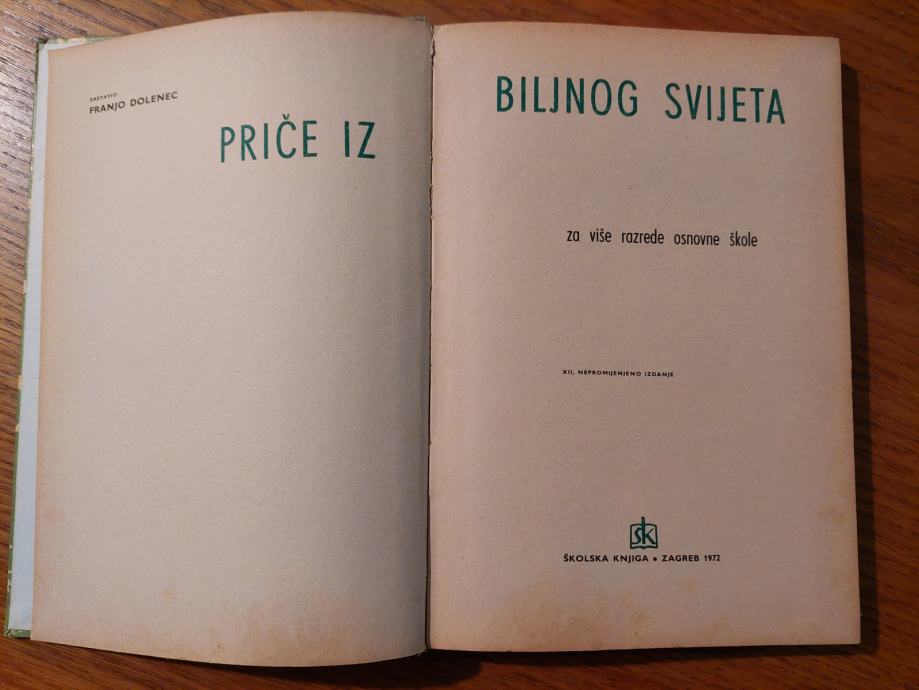 SASTAVIO
FRANJO DOLENEC
PRIČE IZ
BILJNOG SVIJETA
za više razrede osnovne škole
XII, NEPROMIJENJENO IZDANJE
ŠK
ŠKOLSKA KNJIGA • ZAGREB 1972